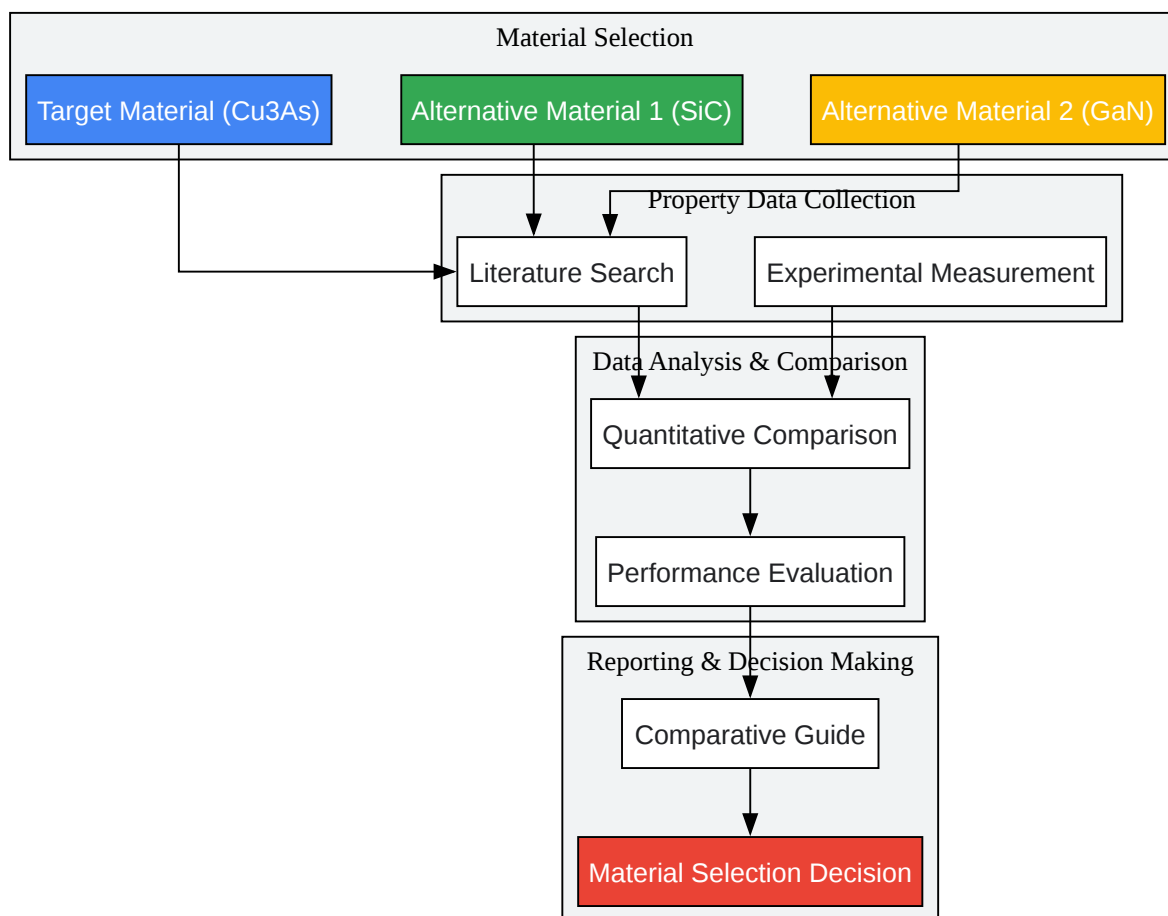 Material Selection
Target Material (Cu3As)
Alternative Material 1 (SiC)
Alternative Material 2 (GaN)
Property Data Collection
Literature Search
Experimental Measurement
Data Analysis & Comparison
Quantitative Comparison
Performance Evaluation
Reporting & Decision Making
Comparative Guide
Material Selection Decision